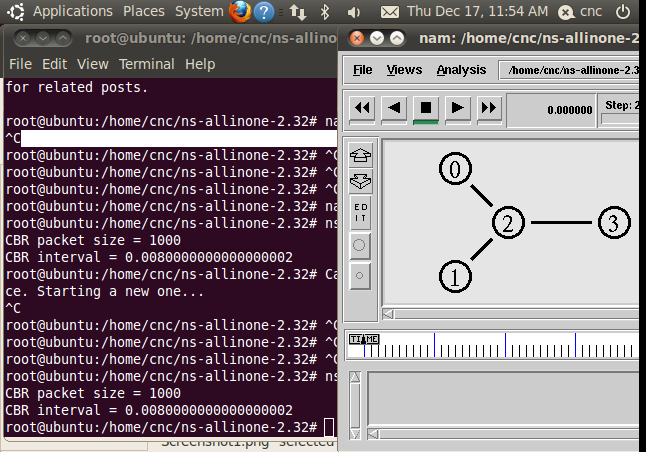 Applications Places System ? Thu Dec 17, 11:54 AM cnc
root@ubuntu: /home/cnc/ns-allino
File Edit View Terminal Help
for related posts.
root@ubuntu:/home/cnc/ns-allinone-2.32# na
^C
root@ubuntu:/home/cnc/ns-allinone-2.32# ^C
root@ubuntu:/home/cnc/ns-allinone-2.32# ^C
root@ubuntu:/home/cnc/ns-allinone-2.32# ^C
root@ubuntu:/home/cnc/ns-allinone-2.32# na
root@ubuntu:/home/cnc/ns-allinone-2.32# ns
CBR packet size = 1000
CBR interval = 0.0080000000000000002
root@ubuntu:/home/cnc/ns-allinone-2.32# Ca
ce. Starting a new one...
^C
root@ubuntu:/home/cnc/ns-allinone-2.32# ^C
root@ubuntu:/home/cnc/ns-allinone-2.32# ^C
root@ubuntu:/home/cnc/ns-allinone-2.32# ^C
root@ubuntu:/home/cnc/ns-allinone-2.32# ns
CBR packet size = 1000
CBR interval = 0.0080000000000000002
root@ubuntu:/home/cnc/ns-allinone-2.32#
"Screenshot1.png" selected
nam: /home/cnc/ns-allinone-2
File Views Analysis /home/cnc/ns-allinone-2.3
0.000000 Step: 2
EDIT
0
2
3
1
TIME